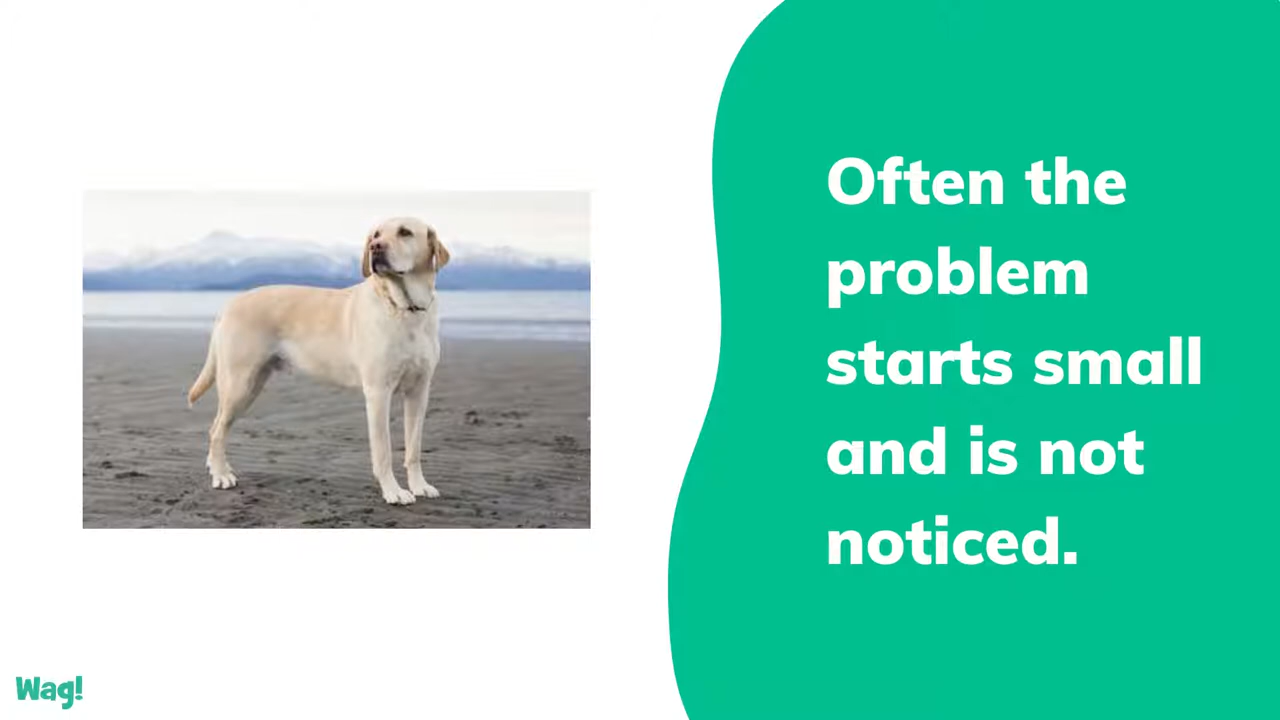 Often the
problem
starts small
and is not
noticed.
Wag!